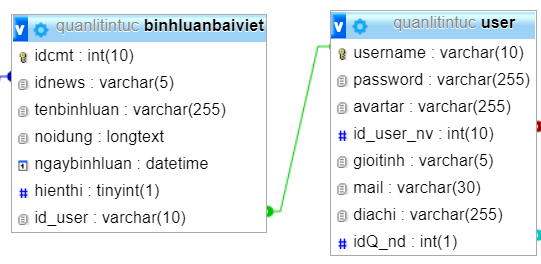 quanlitintuc binhluanbaiviet
idcmt : int(10)
idnews : varchar(5)
tenbinhluan : varchar(255)
noidung : longtext
ngaybinhluan : datetime
hienthi : tinyint(1)
id_user : varchar(10)
quanlitintuc user
username : varchar(10)
password : varchar(255)
avartar : varchar(255)
id_user_nv : int(10)
gioitinh : varchar(5)
mail : varchar(30)
diachi : varchar(255)
idQ_nd : int(1)